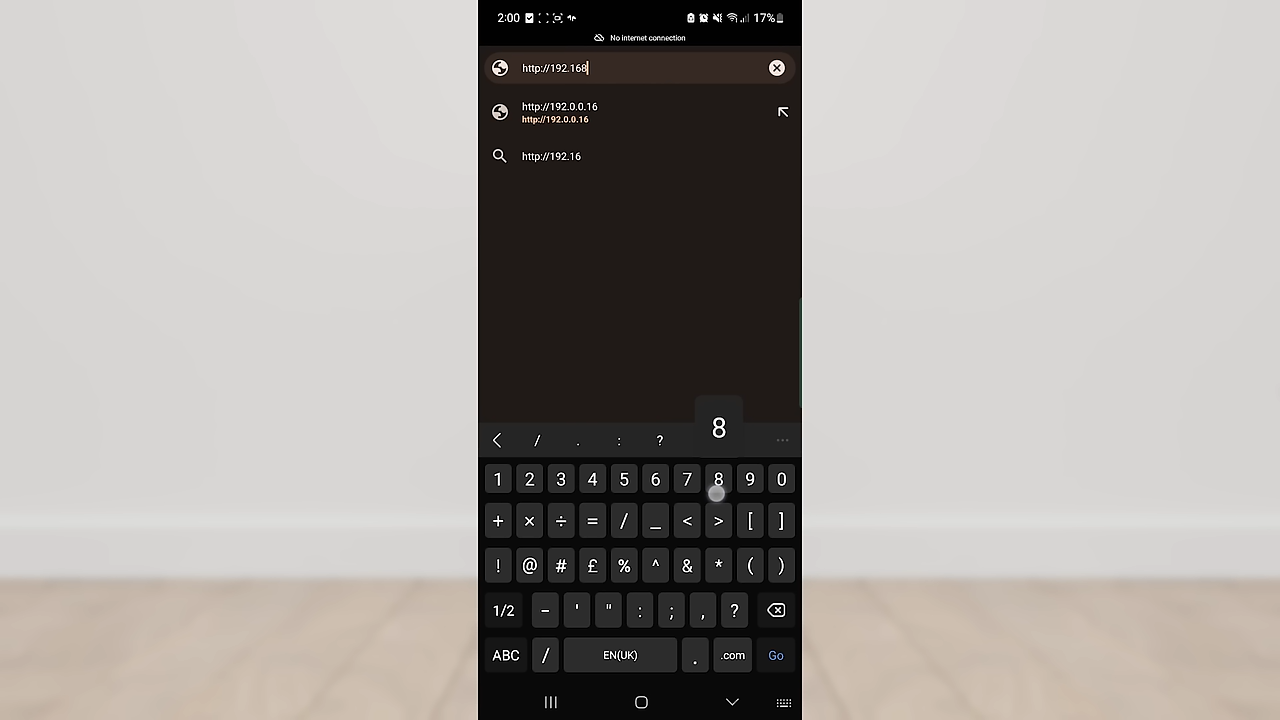 2:00 17%
No internet connection
http://192.168
http://192.0.0.16
http://192.0.0.16
http://192.16
8
/ . : ?
1 2 3 4 5 6 7 8 9 0
+ × ÷ = / _ < > [ ]
! @ # £ % ^ & * ( )
1/2 - ' " : ; , ?
ABC / EN(UK) . .com Go